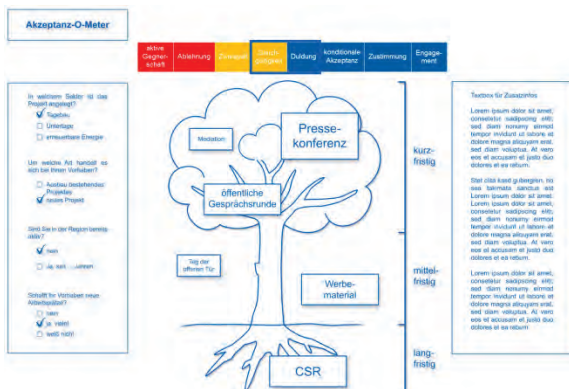 Akzeptanz-O-Meter
aktive
Gegner-
schaft
Ablehnung
Zwiespalt
Gleich-
gültigkeit
Duldung
konditionale
Akzeptanz
Zustimmung
Engage-
ment
In welchem Sektor ist das
Projekt angelegt?
Tagebau
Untertage
erneuerbare Energie
Um welche Art handelt es
sich bei Ihrem Vorhaben?
Ausbau bestehendes
Projektes
neues Projekt
Sind Sie in der Region bereits
aktiv?
nein
Ja, seit
Schafft Ihr Vorhaben neue
Arbeitsplätze?
nein
ja, viele!
weiß nicht
Mediation
Presse-
konferenz
öffentliche
Gesprächsrunde
Tag der
offenen Tür
Werbe-
material
CSR
kurz-
fristig
mittel-
fristig
lang-
fristig
Textbox für Zusatzinfos
Lorem ipsum dolor sit amet,
consetetur sadipscing elitr,
sed diam nonumy eirmod
tempor invidunt ut labore et
dolore magna aliquyam erat,
sed diam voluptua. At vero
eos et accusam et justo duo
dolores et ea rebum.
Stet clita kasd gubergren, no
sea takimata sanctus est
Lorem ipsum dolor sit amet,
consetetur sadipscing elitr,
sed diam nonumy eirmod
tempor invidunt ut labore et
dolore magna aliquyam erat,
sed diam voluptua. At vero
eos et accusam et justo duo
dolores et ea rebum.
Lorem ipsum dolor sit amet,
consetetur sadipscing elitr,
sed diam nonumy eirmod
tempor invidunt ut labore et
dolore magna aliquyam erat,
sed diam voluptua. At vero
eos et accusam et justo duo
dolores et ea rebum.